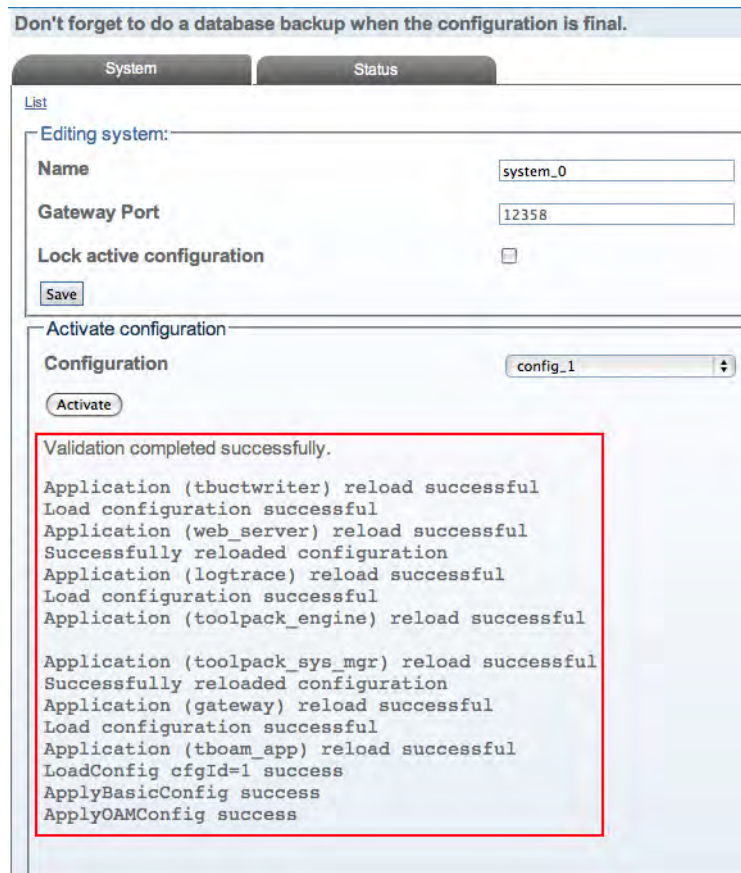 Don't forget to do a database backup when the configuration is final.
System Status
List
Editing system:
Name system_0
Gateway Port 12358
Lock active configuration
Save
Activate configuration
Configuration config_1
Activate
Validation completed successfully.
Application (tbuctwriter) reload successful
Load configuration successful
Application (web_server) reload successful
Successfully reloaded configuration
Application (logtrace) reload successful
Load configuration successful
Application (toolpack_engine) reload successful
Application (toolpack_sys_mgr) reload successful
Successfully reloaded configuration
Application (gateway) reload successful
Load configuration successful
Application (tboam_app) reload successful
LoadConfig cfgId=1 success
ApplyBasicConfig success
ApplyOAMConfig success